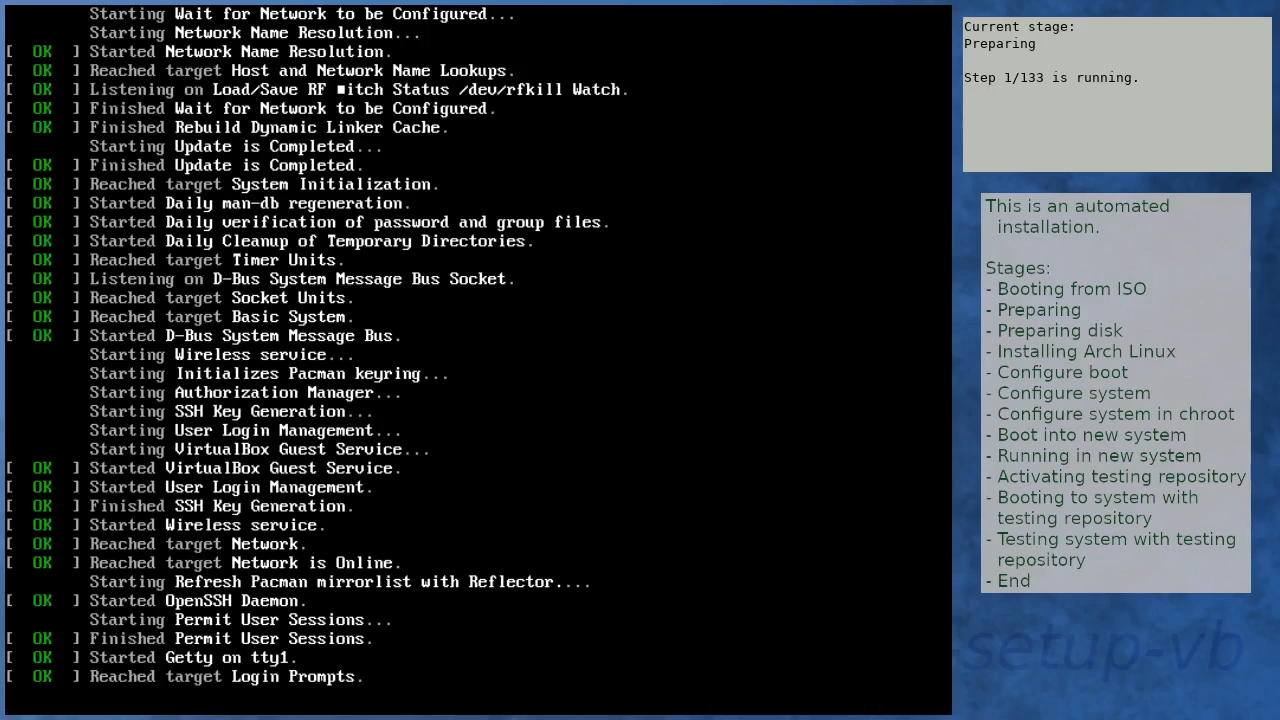 Starting Wait for Network to be Configured...
Starting Network Name Resolution...
[ OK ] Started Network Name Resolution.
[ OK ] Reached target Host and Network Name Lookups.
[ OK ] Listening on Load/Save RF ■itch Status /dev/rfkill Watch.
[ OK ] Finished Wait for Network to be Configured.
[ OK ] Finished Rebuild Dynamic Linker Cache.
Starting Update is Completed...
[ OK ] Finished Update is Completed.
[ OK ] Reached target System Initialization.
[ OK ] Started Daily man-db regeneration.
[ OK ] Started Daily verification of password and group files.
[ OK ] Started Daily Cleanup of Temporary Directories.
[ OK ] Reached target Timer Units.
[ OK ] Listening on D-Bus System Message Bus Socket.
[ OK ] Reached target Socket Units.
[ OK ] Reached target Basic System.
[ OK ] Started D-Bus System Message Bus.
Starting Wireless service...
Starting Initializes Pacman keyring...
Starting Authorization Manager...
Starting SSH Key Generation...
Starting User Login Management...
Starting VirtualBox Guest Service...
[ OK ] Started VirtualBox Guest Service.
[ OK ] Started User Login Management.
[ OK ] Finished SSH Key Generation.
[ OK ] Started Wireless service.
[ OK ] Reached target Network.
[ OK ] Reached target Network is Online.
Starting Refresh Pacman mirrorlist with Reflector....
[ OK ] Started OpenSSH Daemon.
Starting Permit User Sessions...
[ OK ] Finished Permit User Sessions.
[ OK ] Started Getty on tty1.
[ OK ] Reached target Login Prompts.
Current stage:
Preparing
Step 1/133 is running.
This is an automated
installation.
Stages:
- Booting from ISO
- Preparing
- Preparing disk
- Installing Arch Linux
- Configure boot
- Configure system
- Configure system in chroot
- Boot into new system
- Running in new system
- Activating testing repository
- Booting to system with
testing repository
- Testing system with testing
repository
- End
-setup-vb